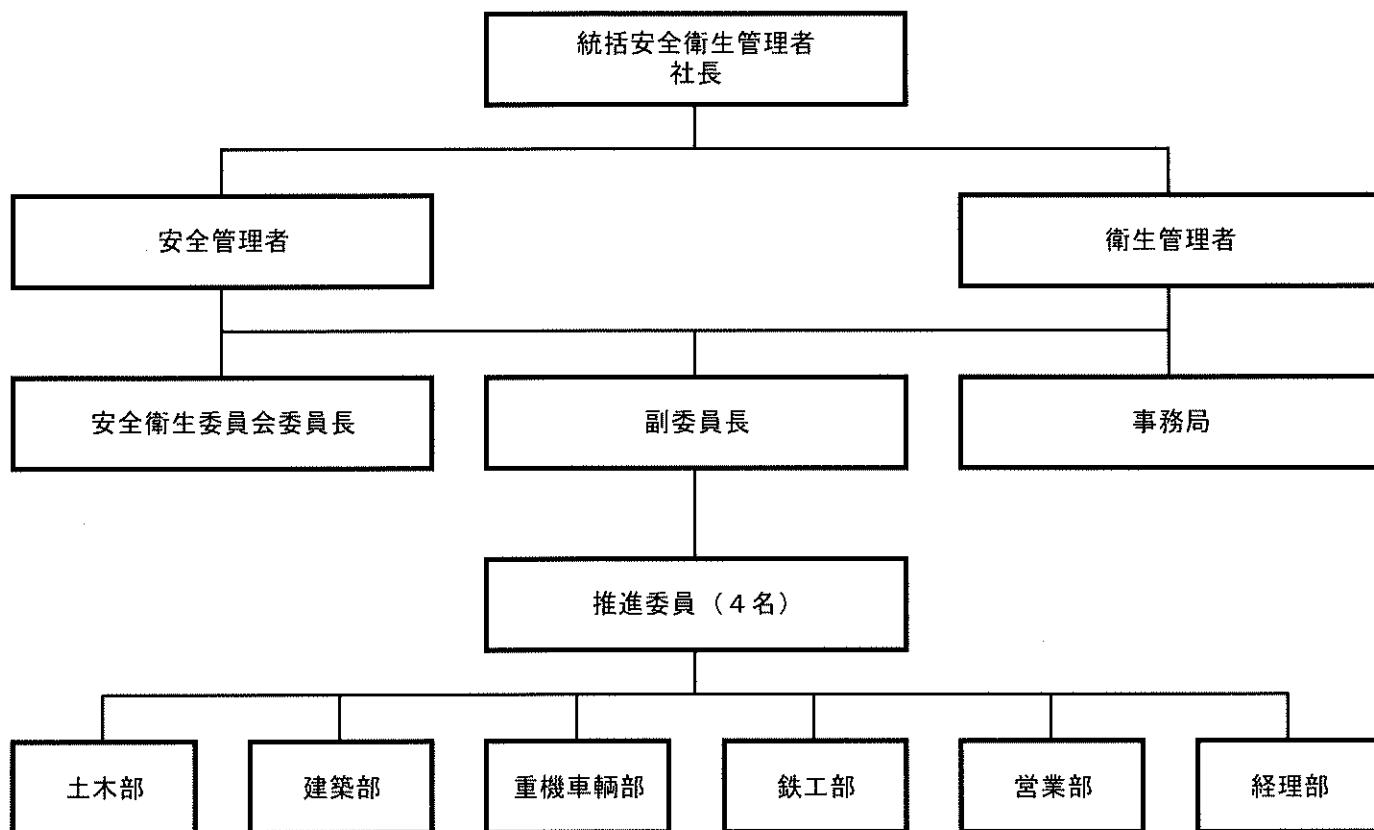 統括安全衛生管理者
社長
安全管理者
衛生管理者
安全衛生委員会委員長
副委員長
事務局
推進委員（４名）
土木部
建築部
重機車輌部
鉄工部
営業部
経理部